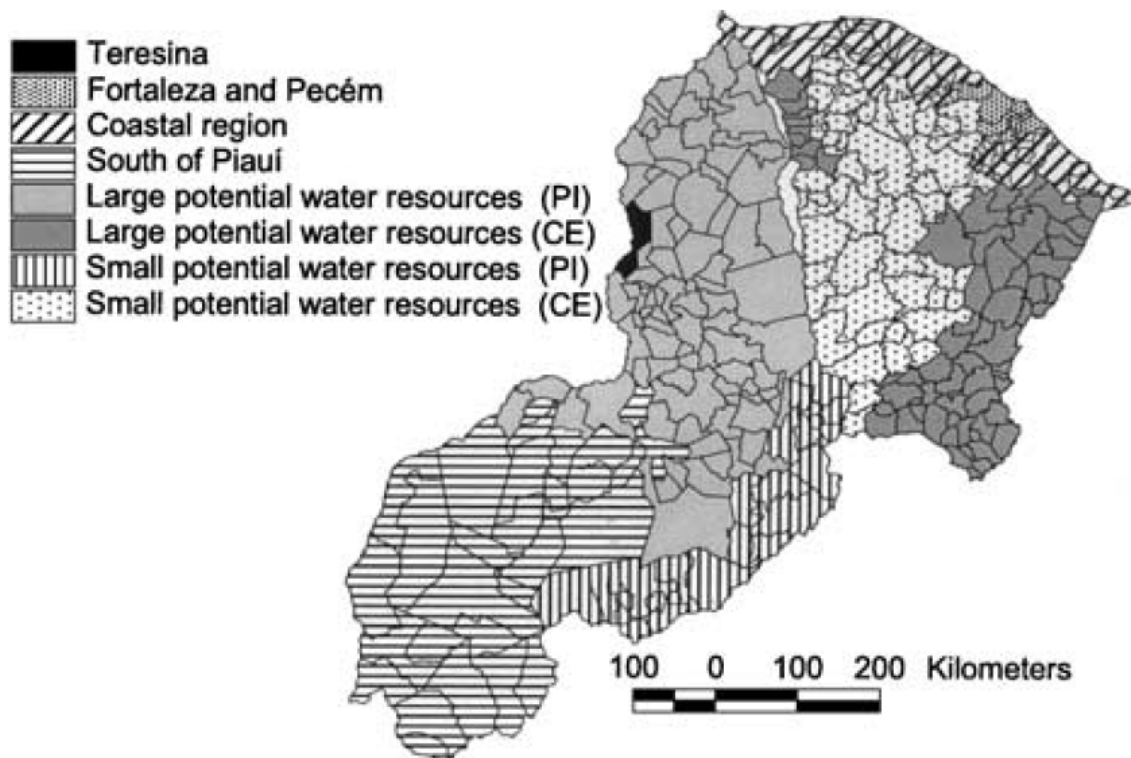 Teresina
Fortaleza and Pecém
Coastal region
South of Piauí
Large potential water resources (PI)
Large potential water resources (CE)
Small potential water resources (PI)
Small potential water resources (CE)
100 0 100 200 Kilometers